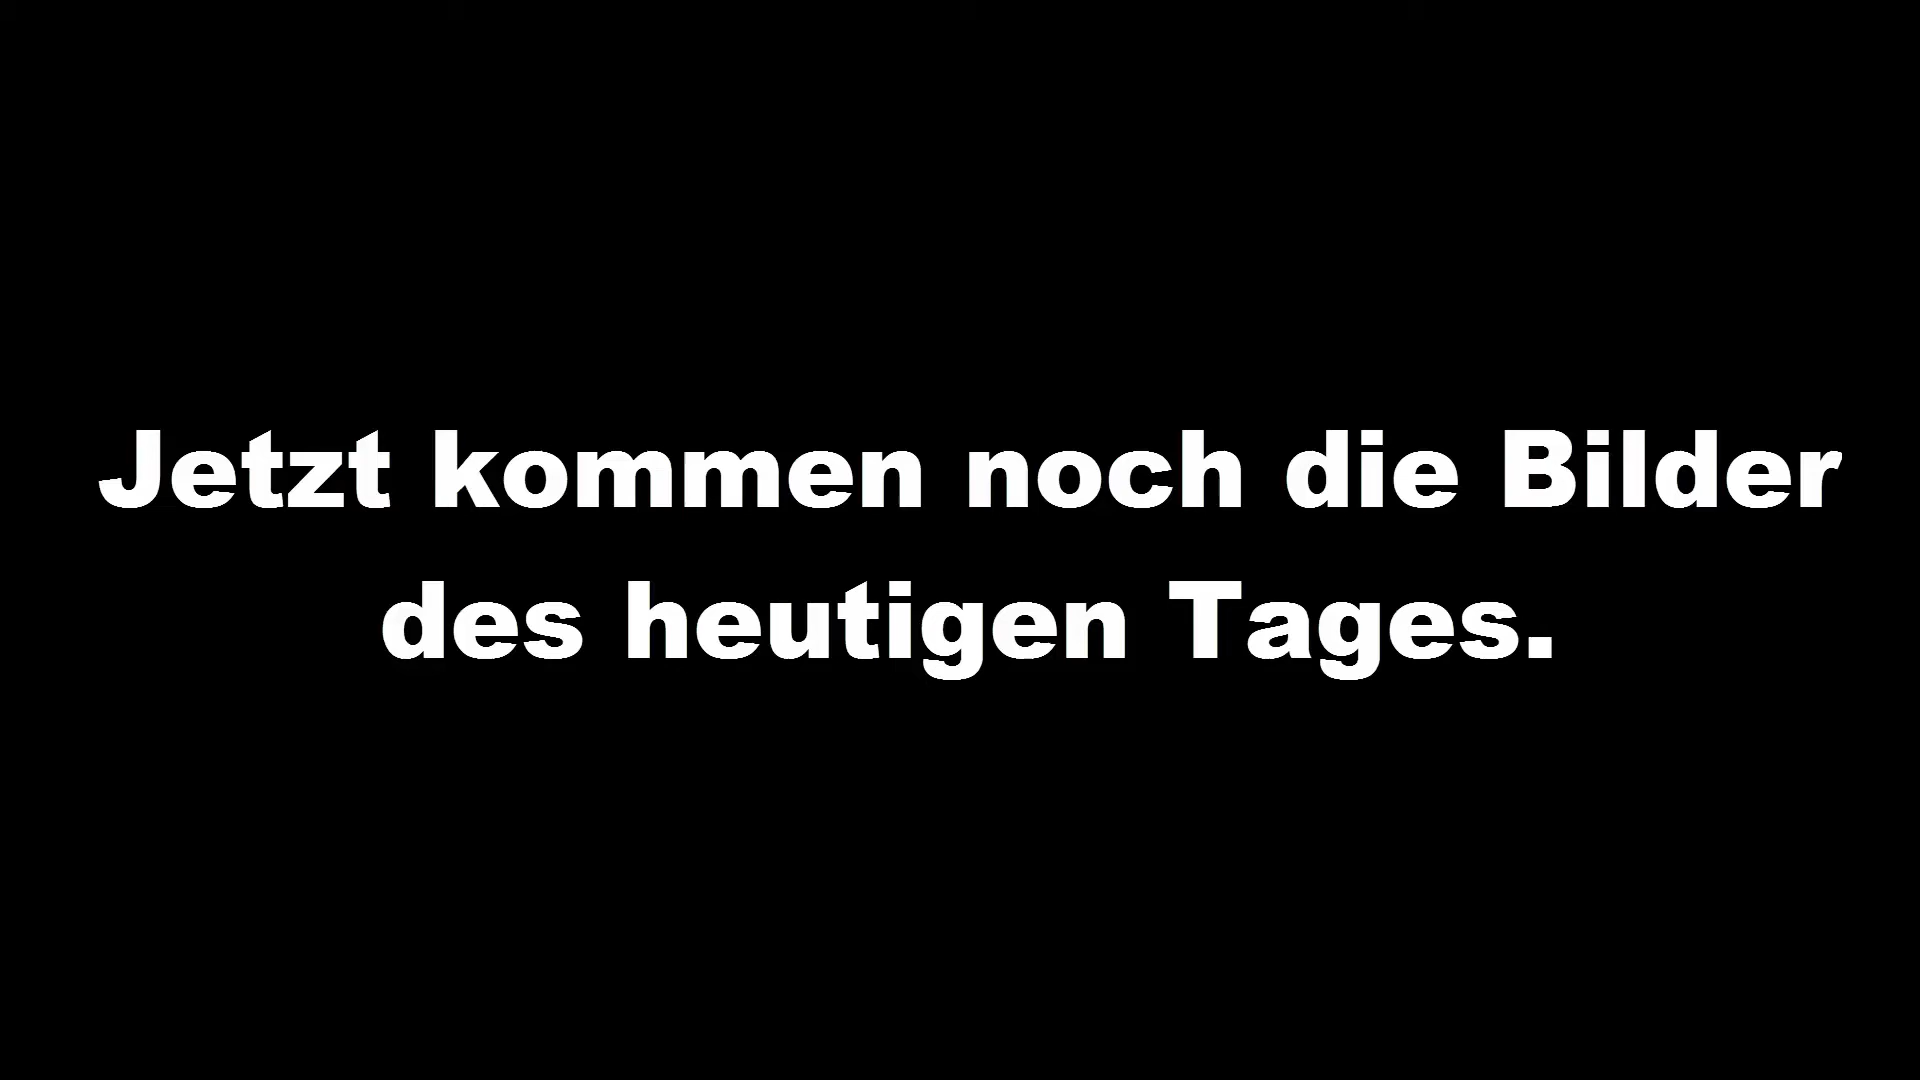 Jetzt kommen noch die Bilder
des heutigen Tages.